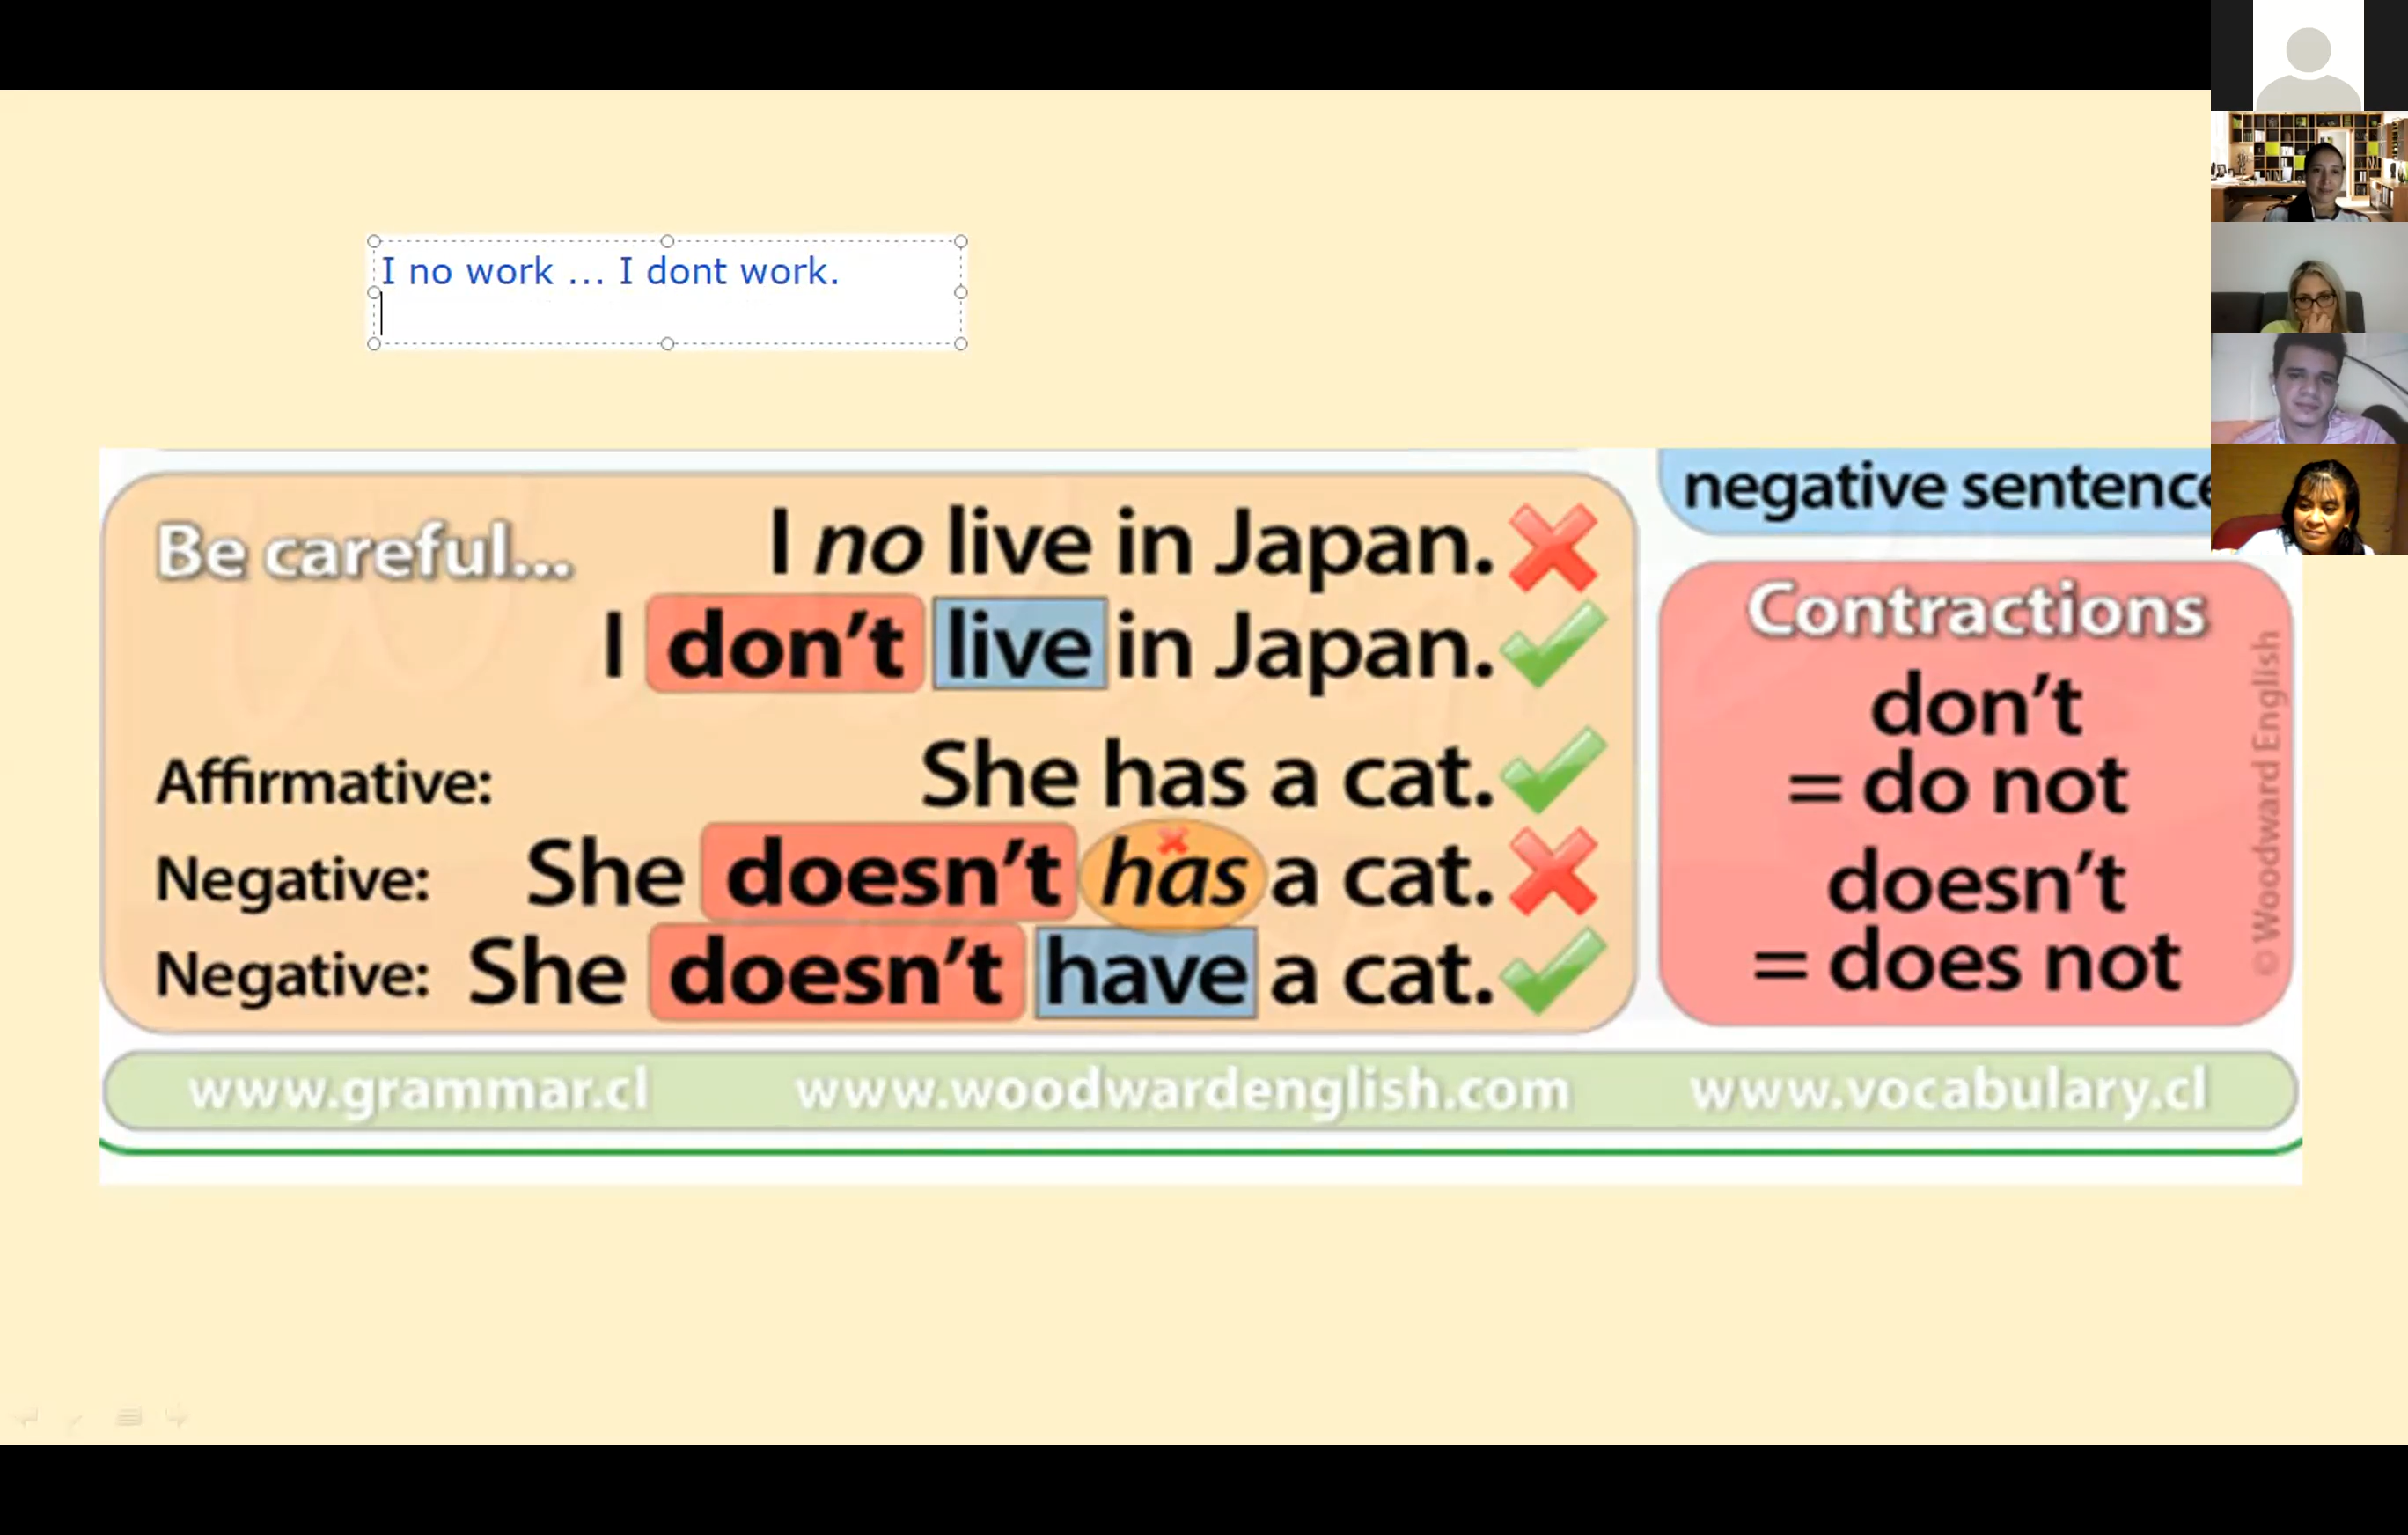 I no work ... I dont work.
negative sentence
Be careful...
I no live in Japan.
I don't live in Japan.
Affirmative: She has a cat.
Negative: She doesn't has a cat.
Negative: She doesn't have a cat.
Contractions
don't
= do not
doesn't
= does not
© Woodward English
www.grammar.cl www.woodwardenglish.com www.vocabulary.cl